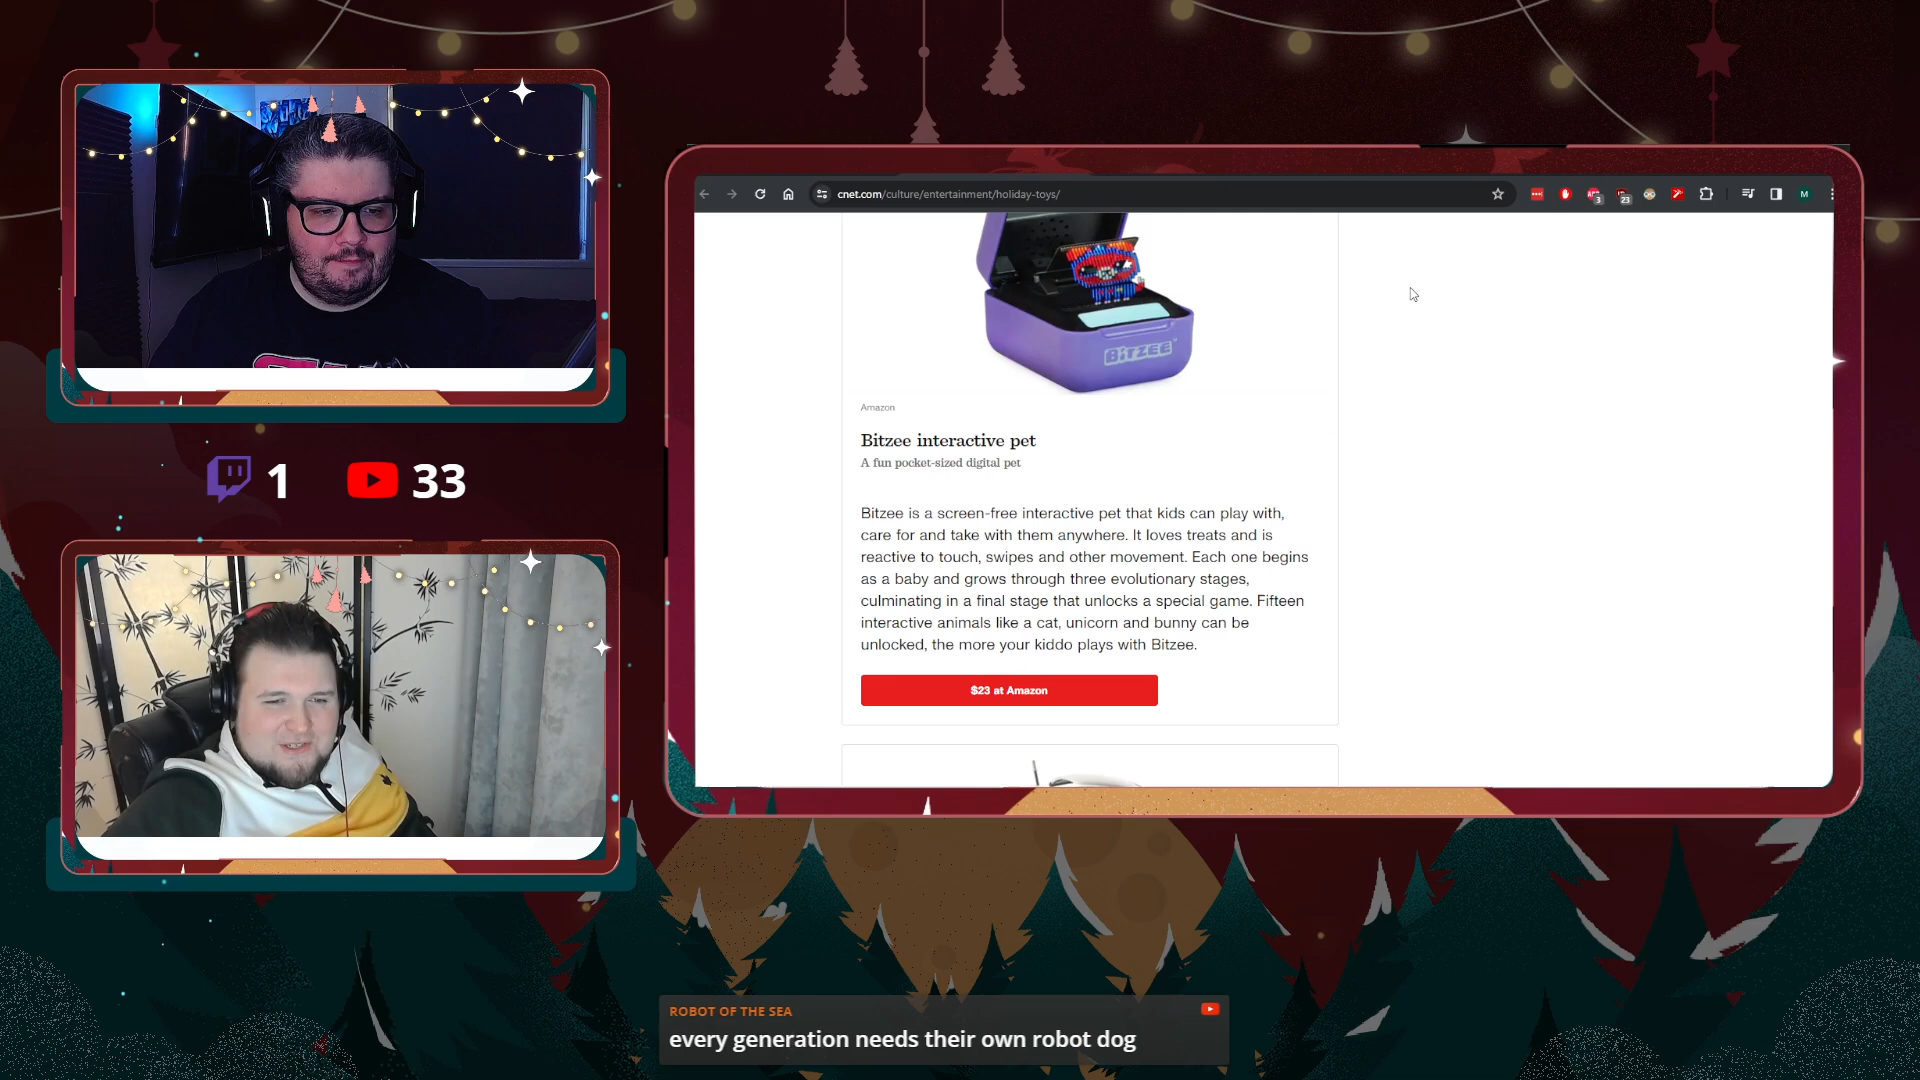 1
33
cnet.com/culture/entertainment/holiday-toys/
3
23
M
BITZEE
Amazon
Bitzee interactive pet
A fun pocket-sized digital pet
Bitzee is a screen-free interactive pet that kids can play with,
care for and take with them anywhere. It loves treats and is
reactive to touch, swipes and other movement. Each one begins
as a baby and grows through three evolutionary stages,
culminating in a final stage that unlocks a special game. Fifteen
interactive animals like a cat, unicorn and bunny can be
unlocked, the more your kiddo plays with Bitzee.
$23 at Amazon
ROBOT OF THE SEA
every generation needs their own robot dog